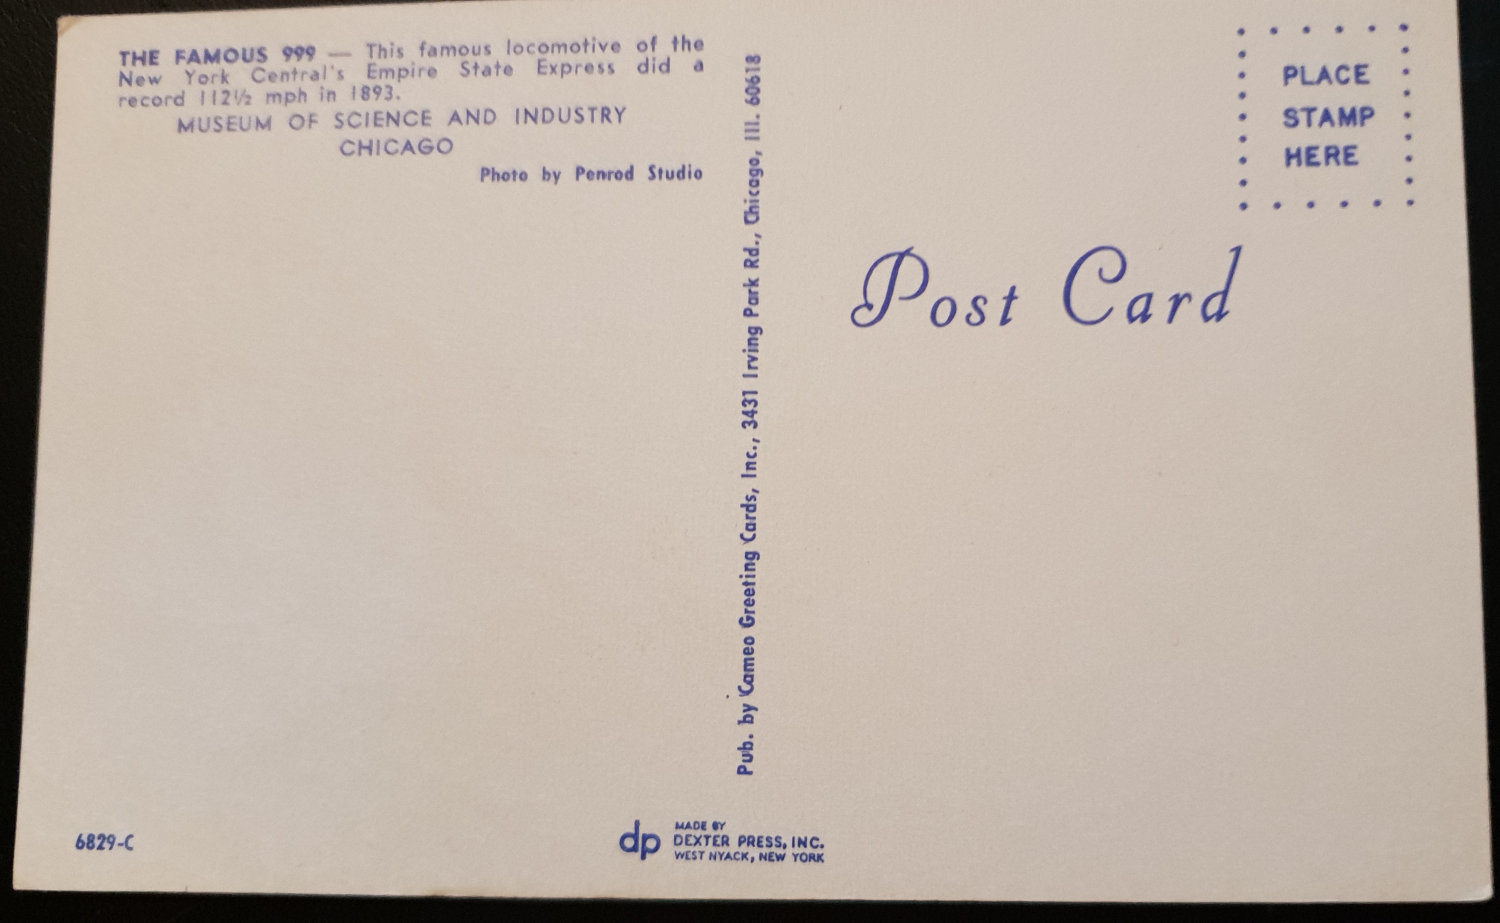 THE FAMOUS 999 — This famous locomotive of the
New York Central's Empire State Express did a
record 112½ mph in 1893.
MUSEUM OF SCIENCE AND INDUSTRY
CHICAGO
Photo by Penrod Studio
Pub. by Cameo Greeting Cards, Inc., 3431 Irving Park Rd., Chicago, Ill. 60618
PLACE
STAMP
HERE
Post Card
6829-C
dp
MADE BY
DEXTER PRESS, INC.
WEST NYACK, NEW YORK